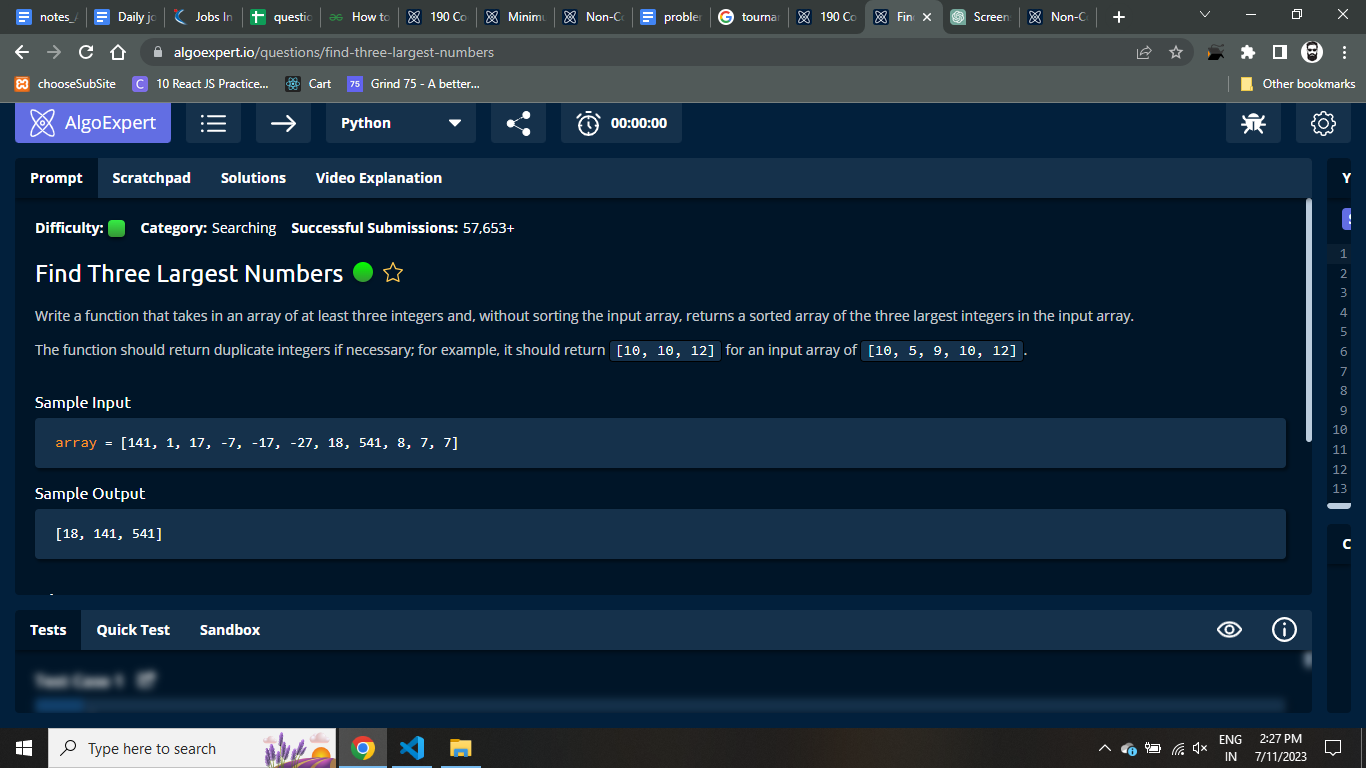 notes_ Daily jo Jobs In questio How to 190 Co Minimu Non-Co problem tourna 190 Co Fin Screen Non-Co
algoexpert.io/questions/find-three-largest-numbers
chooseSubSite C 10 React JS Practice... Cart 75 Grind 75 - A better... Other bookmarks
AlgoExpert Python 00:00:00
Prompt Scratchpad Solutions Video Explanation
Difficulty: Category: Searching Successful Submissions: 57,653+
Find Three Largest Numbers
Write a function that takes in an array of at least three integers and, without sorting the input array, returns a sorted array of the three largest integers in the input array.
The function should return duplicate integers if necessary; for example, it should return [10, 10, 12] for an input array of [10, 5, 9, 10, 12].
Sample Input
array = [141, 1, 17, -7, -17, -27, 18, 541, 8, 7, 7]
Sample Output
[18, 141, 541]
Tests Quick Test Sandbox
Test Case 1
Y
1
2
3
4
5
6
7
8
9
10
11
12
13
C
Type here to search
ENG
IN
2:27 PM
7/11/2023